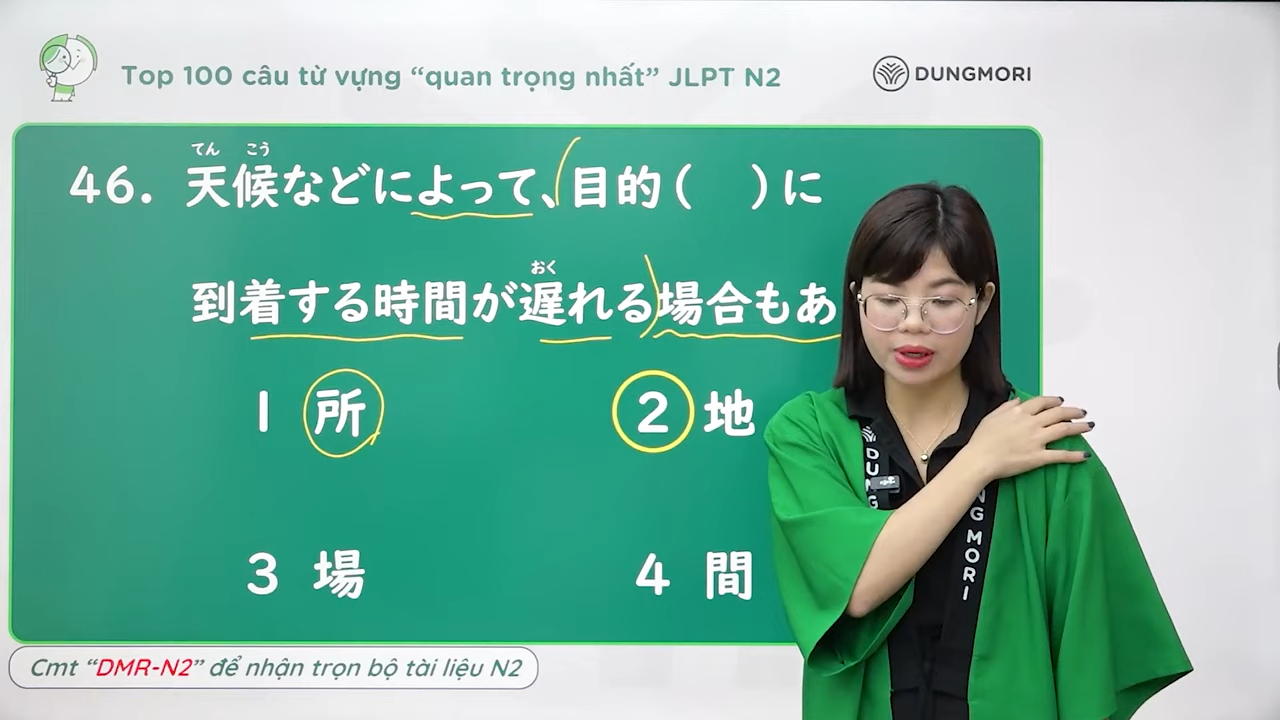 Top 100 câu từ vựng “quan trọng nhất” JLPT N2
DUNGMORI
てん こう
46. 天候などによって、目的( )に
おく
到着する時間が遅れる場合もあ
1 所
2 地
3 場
4 間
Cmt “DMR-N2” để nhận trọn bộ tài liệu N2
DUNG
NG MORI